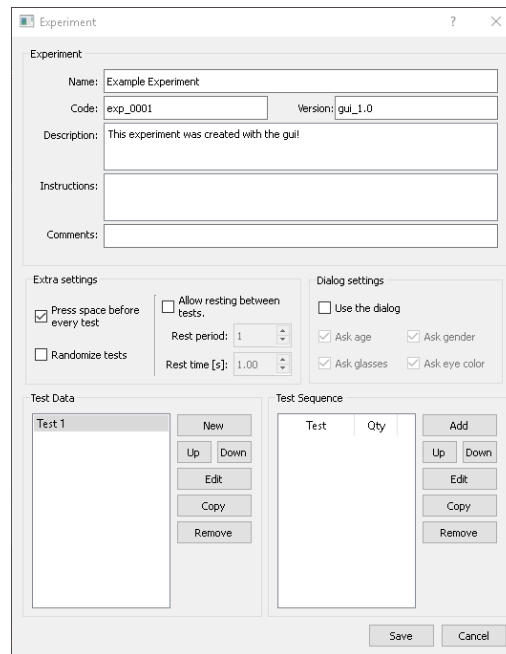 Experiment
?
Experiment
Name: Example Experiment
Code: exp_0001 Version: gui_1.0
Description: This experiment was created with the gui!
Instructions:
Comments:
Extra settings
Press space before
every test
Randomize tests
Allow resting between
tests.
Rest period: 1
Rest time [s]: 1.00
Dialog settings
Use the dialog
Ask age Ask gender
Ask glasses Ask eye color
Test Data
Test 1
New
Up Down
Edit
Copy
Remove
Test Sequence
Test Qty
Add
Up Down
Edit
Copy
Remove
Save Cancel